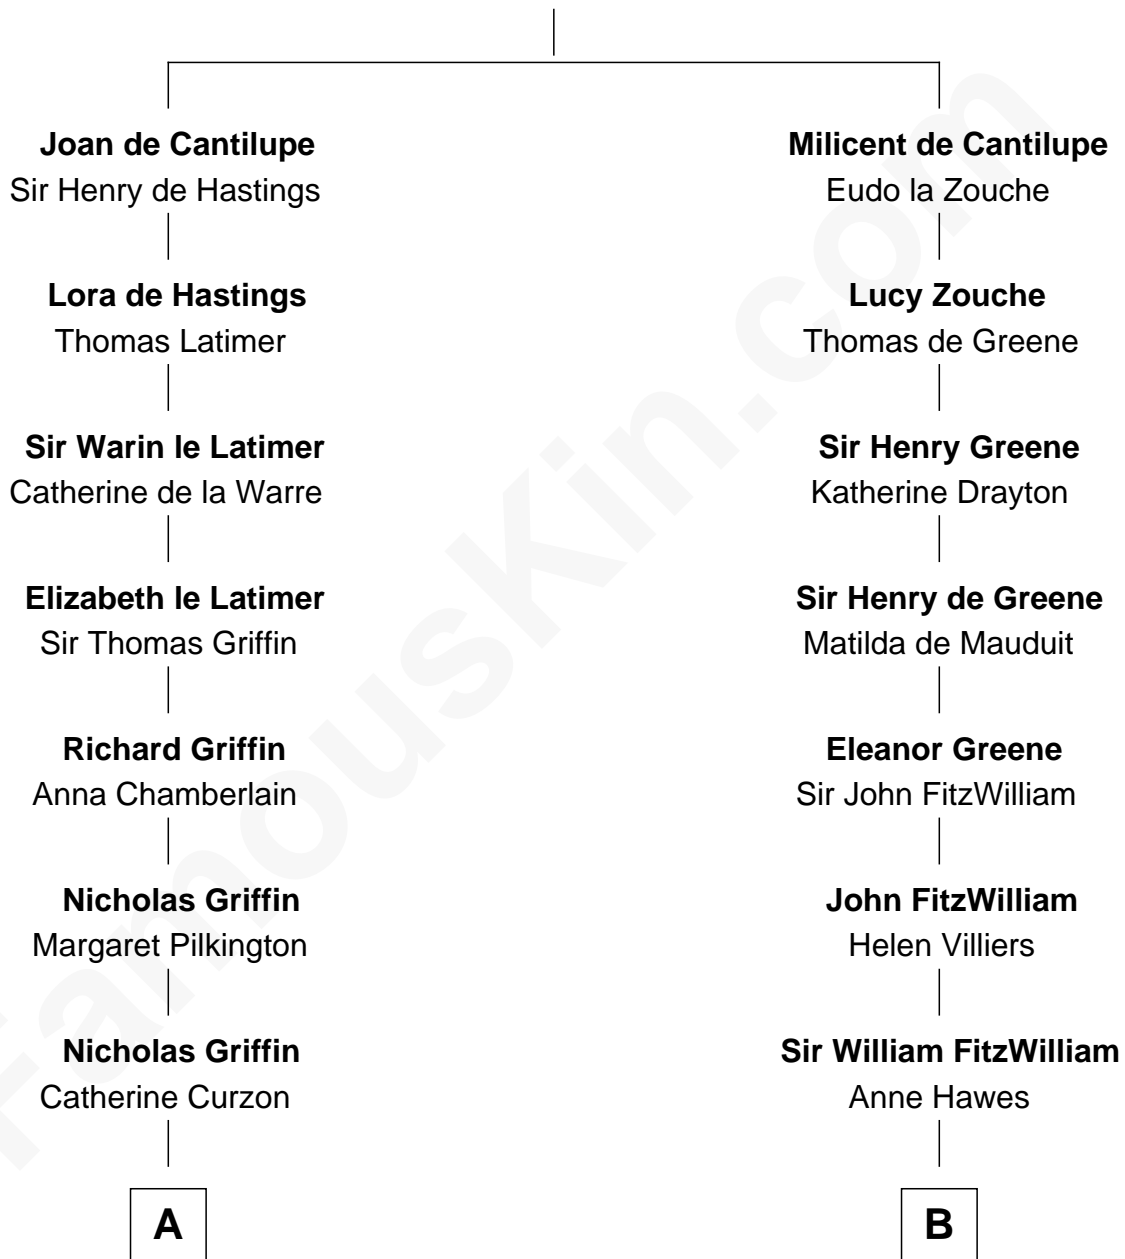 Joan de Cantilupe
Sir Henry de Hastings
Lora de Hastings
Thomas Latimer
Sir Warin le Latimer
Catherine de la Warre
Elizabeth le Latimer
Sir Thomas Griffin
Richard Griffin
Anna Chamberlain
Nicholas Griffin
Margaret Pilkington
Nicholas Griffin
Catherine Curzon
A
Milicent de Cantilupe
Eudo la Zouche
Lucy Zouche
Thomas de Greene
Sir Henry Greene
Katherine Drayton
Sir Henry de Greene
Matilda de Mauduit
Eleanor Greene
Sir John FitzWilliam
John FitzWilliam
Helen Villiers
Sir William FitzWilliam
Anne Hawes
B
FamousKin.com